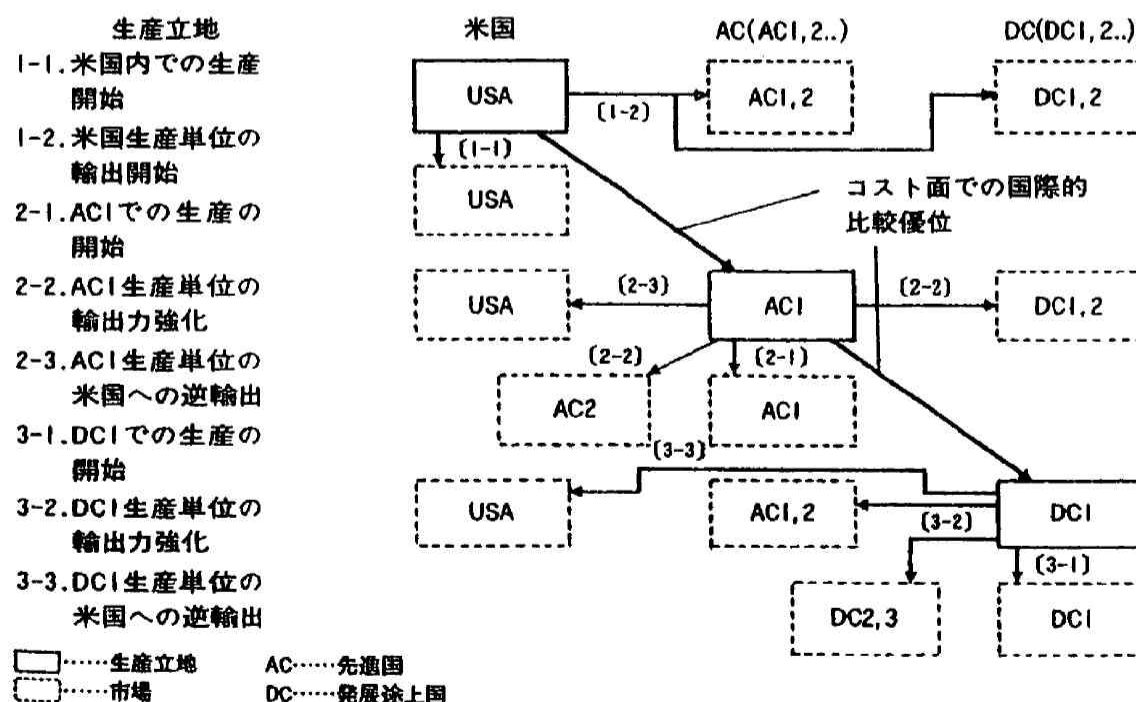 生産立地
1-1.米国内での生産
開始
1-2.米国生産単位の
輸出開始
2-1.AC1での生産の
開始
2-2.AC1生産単位の
輸出力強化
2-3.AC1生産単位の
米国への逆輸出
3-1.DC1での生産の
開始
3-2.DC1生産単位の
輸出力強化
3-3.DC1生産単位の
米国への逆輸出
米国 AC(AC1,2..) DC(DC1,2..)
USA (1-2) AC1,2 DC1,2
(1-1)
USA
コスト面での国際的
比較優位
USA (2-3) AC1 (2-2) DC1,2
(2-2) (2-1)
AC2 AC1
(3-3)
USA AC1,2 (3-2) DC1
(3-1)
DC2,3 DC1
……生産立地 AC……先進国
……市場 DC……発展途上国